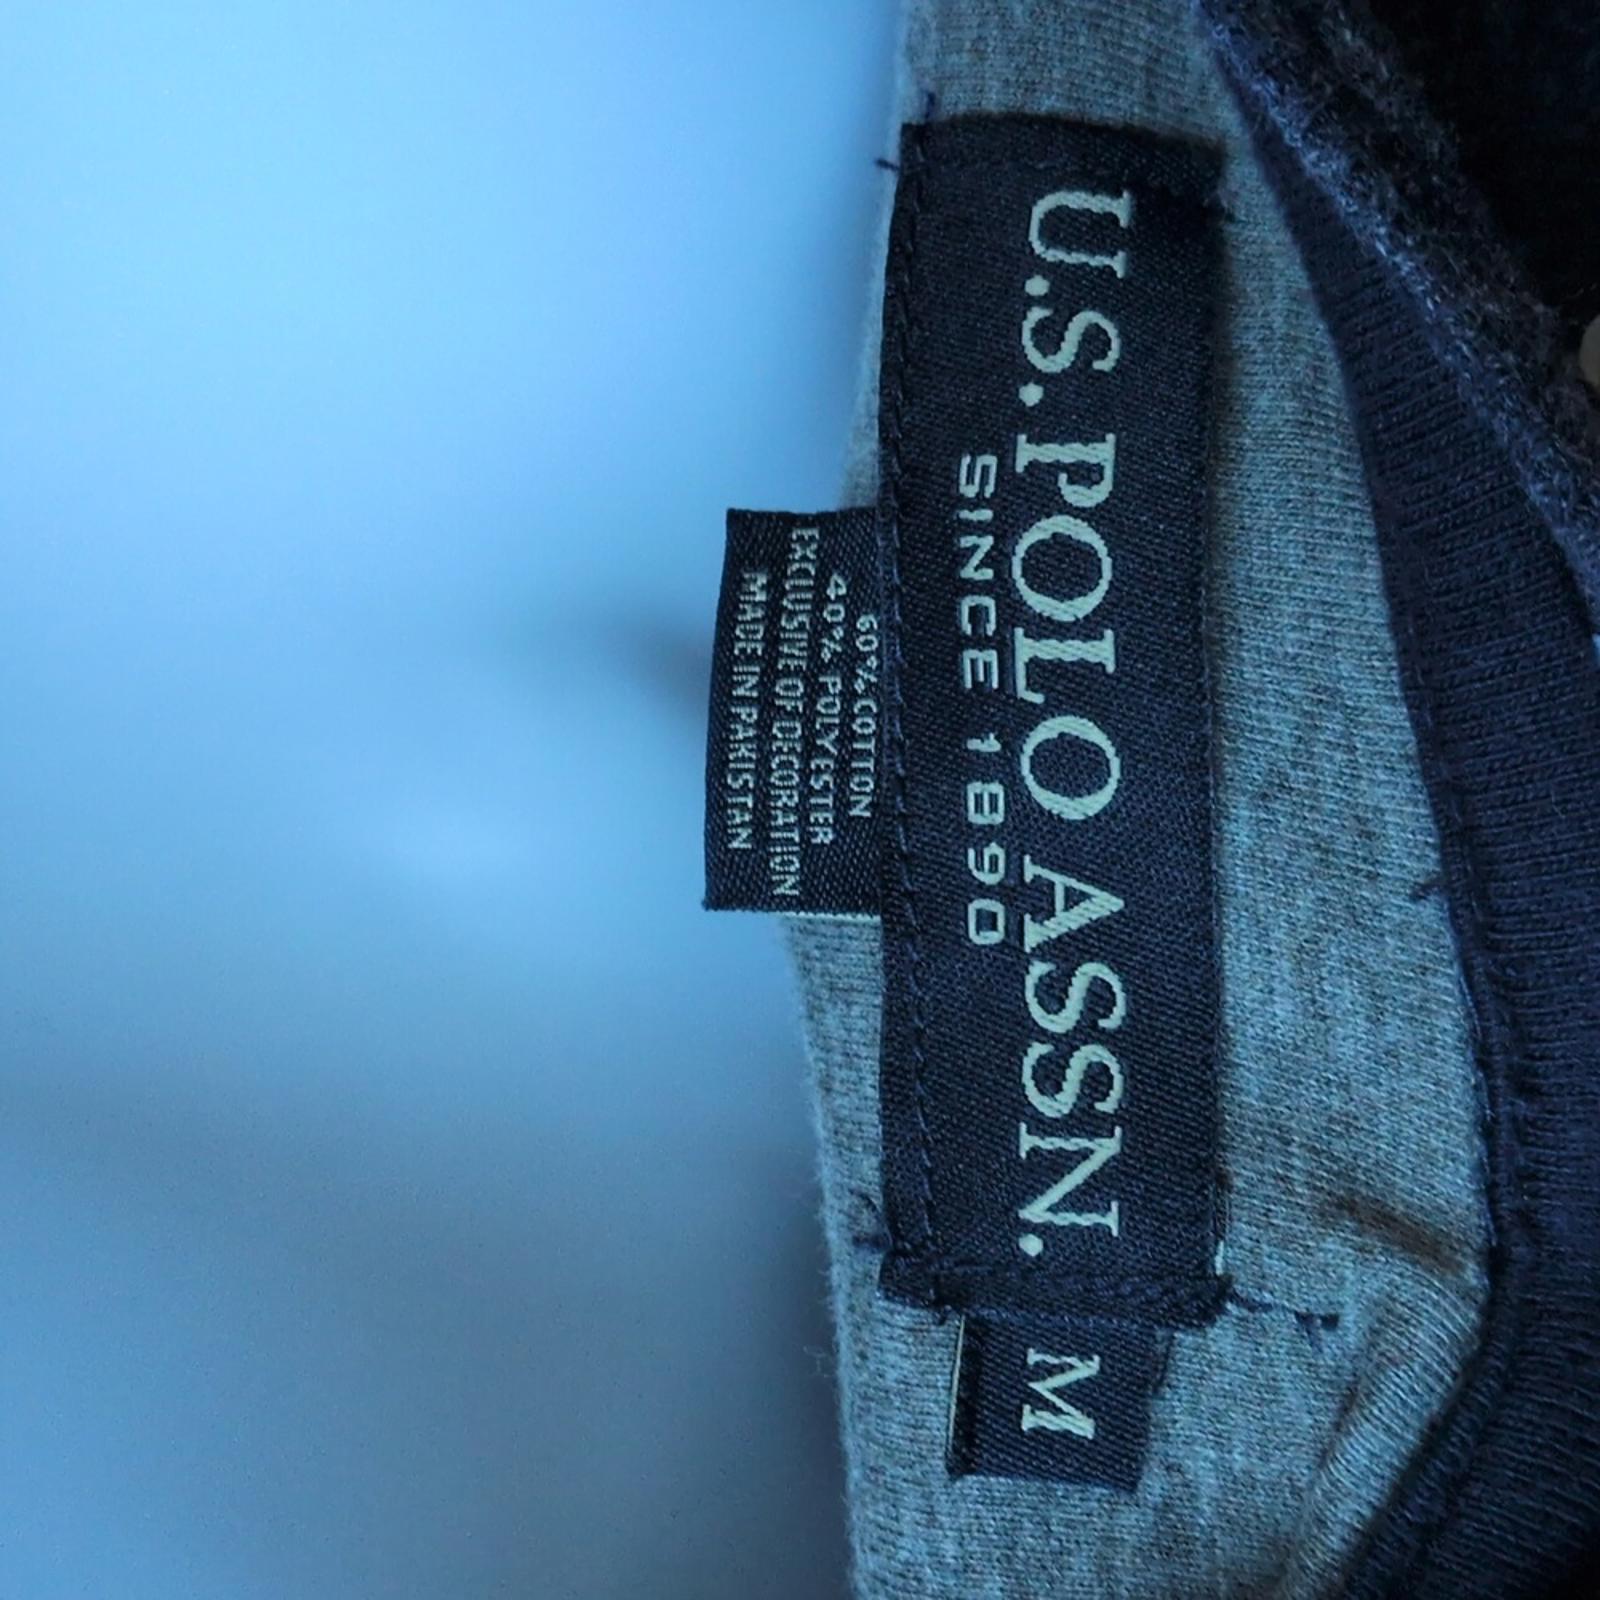 U.S. POLO ASSN.
SINCE 1890
M
60% COTTON
40% POLYESTER
EXCLUSIVE OF DECORATION
MADE IN PAKISTAN